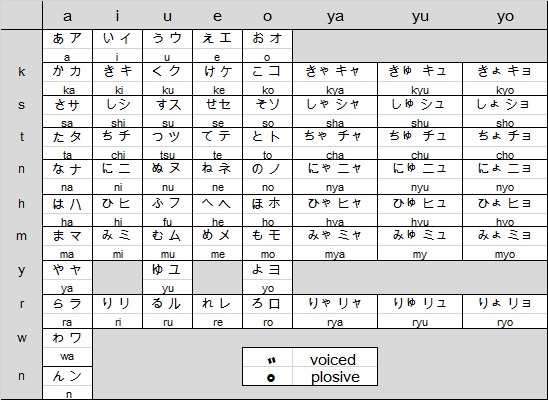 a i u e o ya yu yo
あ ア い イ う ウ え エ お オ
a i u e o
k か カ き キ く ク け ケ こ コ きゃ キャ きゅ キュ きょ キョ
ka ki ku ke ko kya kyu kyo
s さ サ し シ す ス せ セ そ ソ しゃ シャ しゅ シュ しょ ショ
sa shi su se so sha shu sho
t た タ ち チ つ ツ て テ と ト ちゃ チャ ちゅ チュ ちょ チョ
ta chi tsu te to cha chu cho
n な ナ に ニ ぬ ヌ ね ネ の ノ にゃ ニャ にゅ ニュ にょ ニョ
na ni nu ne no nya nyu nyo
h は ハ ひ ヒ ふ フ へ ヘ ほ ホ ひゃ ヒャ ひゅ ヒュ ひょ ヒョ
ha hi fu he ho hya hyu hyo
m ま マ み ミ む ム め メ も モ みゃ ミャ みゅ ミュ みょ ミョ
ma mi mu me mo mya my myo
y や ヤ ゆ ユ よ ヨ
ya yu yo
r ら ラ り リ る ル れ レ ろ ロ りゃ リャ りゅ リュ りょ リョ
ra ri ru re ro rya ryu ryo
w わ ワ
wa
゛ voiced
n ん ン ゜ plosive
n